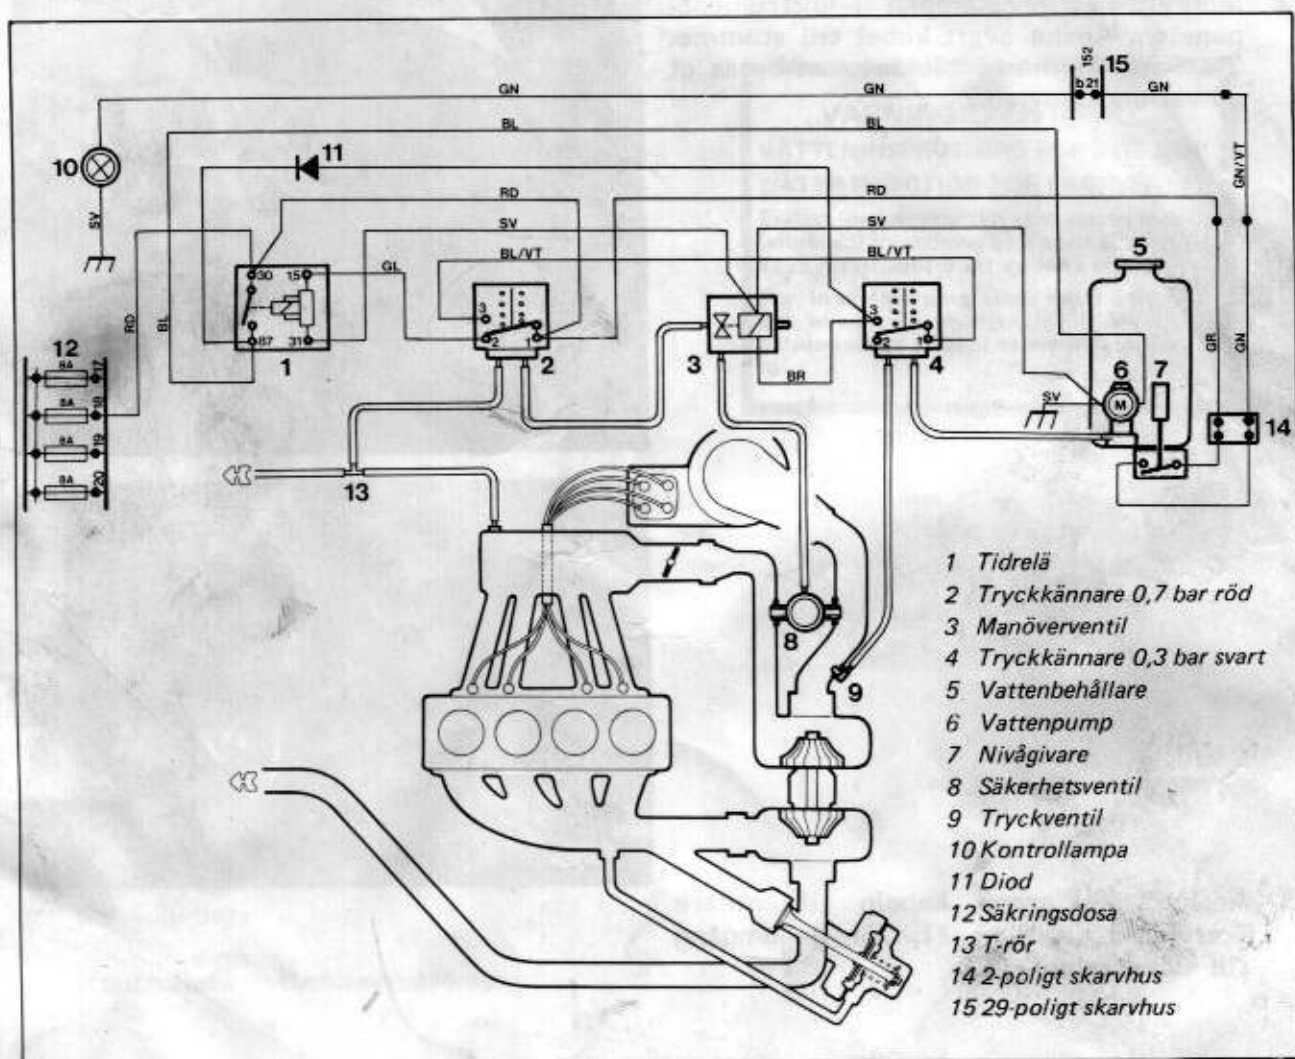 152
15
b 21
GN GN GN
BL BL
11
10
RD RD
GN/VT
SV SV SV
BL/VT BL/VT
5
30 15
GL
3
3
RD
BL
87 31
2 1
2 1
GR
GN
12
1
2
3
BR
4
6 7
8A 17
8A 18
8A 19
8A 20
SV
M
14
13
8
9
1 Tidrelä
2 Tryckkännare 0,7 bar röd
3 Manöverventil
4 Tryckkännare 0,3 bar svart
5 Vattenbehållare
6 Vattenpump
7 Nivågivare
8 Säkerhetsventil
9 Tryckventil
10 Kontrollampa
11 Diod
12 Säkringsdosa
13 T-rör
14 2-poligt skarvhus
15 29-poligt skarvhus